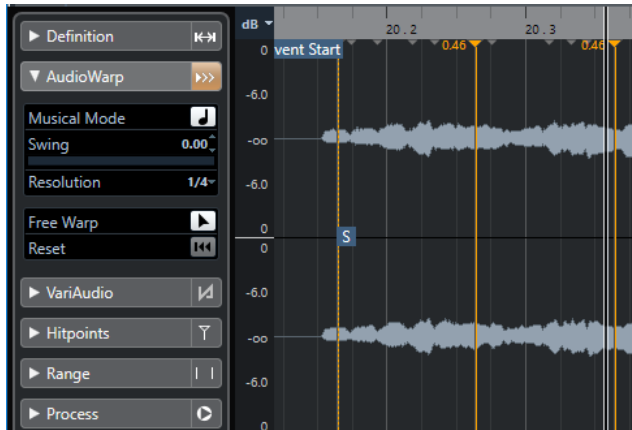 Definition
AudioWarp
Musical Mode
Swing 0.00
Resolution 1/4
Free Warp
Reset
VariAudio
Hitpoints
Range
Process
dB
20.2 20.3
0 vent Start 0.46 0.46
-6.0
-oo
-6.0
0
S
0
-6.0
-oo
-6.0
0